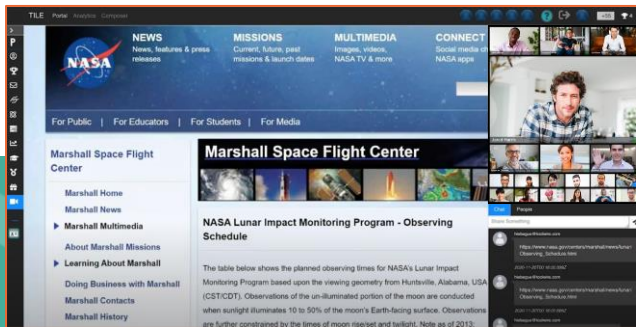 TILE Portal Analytics Composer
+55 4
NASA
NEWS
News, features & press
releases
MISSIONS
Current, future, past
missions & launch dates
MULTIMEDIA
Images, videos,
NASA TV & more
CONNECT
Social media
NASA apps
For Public | For Educators | For Students | For Media
Marshall Space Flight
Center
Marshall Home
Marshall News
Marshall Multimedia
About Marshall Missions
Learning About Marshall
Doing Business with Marshall
Marshall Contacts
Marshall History
Marshall Space Flight Center
NASA Lunar Impact Monitoring Program - Observing
Schedule
The table below shows the planned observing times for NASA's Lunar Impact
Monitoring Program based upon the viewing geometry from Huntsville, Alabama, USA
(CST/CDT). Observations of the un-illuminated portion of the moon are conducted
when sunlight illuminates 10 to 50% of the moon's Earth-facing surface. Observations
are further constrained by the times of moon rise/set and twilight. Note as of 2013:
Chat People
Share Something
https://www.nasa.gov/centers/marshall/news/lunar/
Observing_Schedule.html
https://www.nasa.gov/centers/marshall/news/lunar/
Observing_Schedule.html